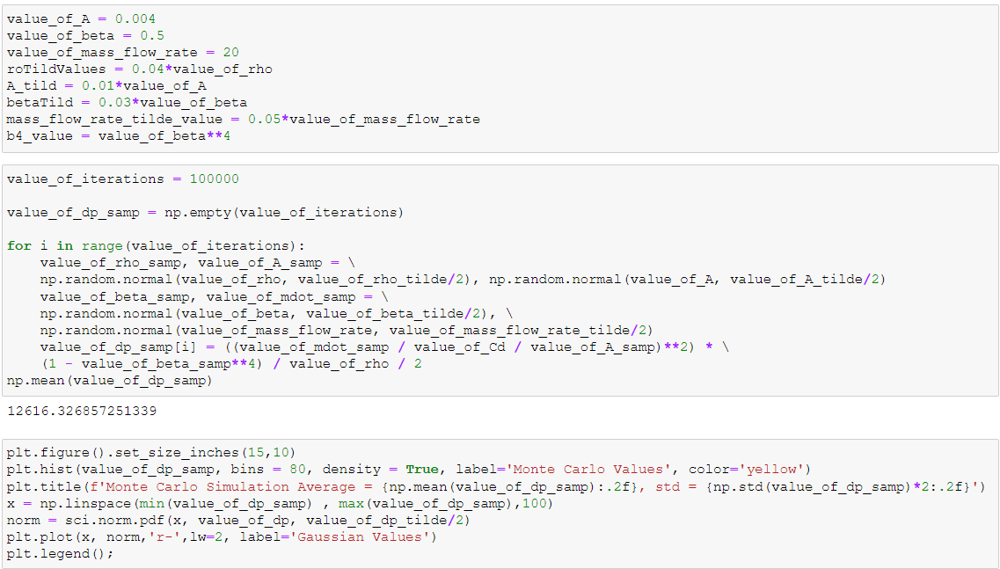 value_of_A = 0.004
value_of_beta = 0.5
value_of_mass_flow_rate = 20
roTildValues = 0.04*value_of_rho
A_tild = 0.01*value_of_A
betaTild = 0.03*value_of_beta
mass_flow_rate_tilde_value = 0.05*value_of_mass_flow_rate
b4_value = value_of_beta**4
value_of_iterations = 100000
value_of_dp_samp = np.empty(value_of_iterations)
for i in range(value_of_iterations):
    value_of_rho_samp, value_of_A_samp = \
    np.random.normal(value_of_rho, value_of_rho_tilde/2), np.random.normal(value_of_A, value_of_A_tilde/2)
    value_of_beta_samp, value_of_mdot_samp = \
    np.random.normal(value_of_beta, value_of_beta_tilde/2), \
    np.random.normal(value_of_mass_flow_rate, value_of_mass_flow_rate_tilde/2)
    value_of_dp_samp[i] = ((value_of_mdot_samp / value_of_Cd / value_of_A_samp)**2) * \
    (1 - value_of_beta_samp**4) / value_of_rho / 2
np.mean(value_of_dp_samp)
12616.326857251339
plt.figure().set_size_inches(15,10)
plt.hist(value_of_dp_samp, bins = 80, density = True, label='Monte Carlo Values', color='yellow')
plt.title(f'Monte Carlo Simulation Average = {np.mean(value_of_dp_samp):.2f}, std = {np.std(value_of_dp_samp)*2:.2f}')
x = np.linspace(min(value_of_dp_samp) , max(value_of_dp_samp),100)
norm = sci.norm.pdf(x, value_of_dp, value_of_dp_tilde/2)
plt.plot(x, norm,'r-',lw=2, label='Gaussian Values')
plt.legend();